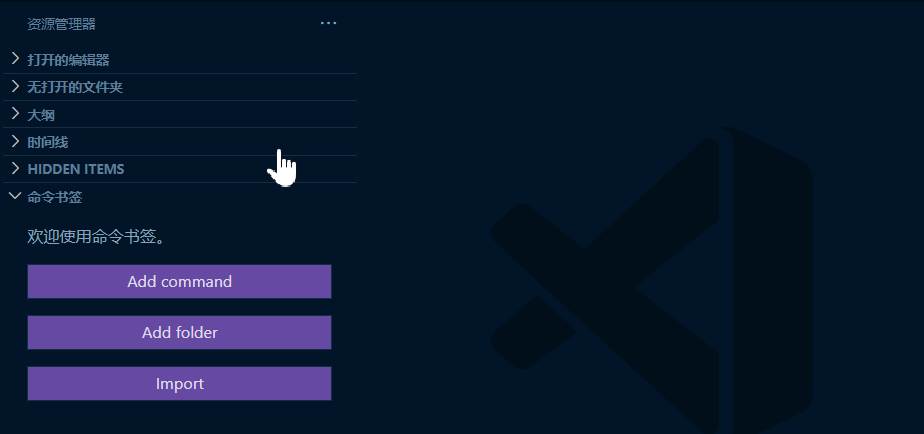 资源管理器
打开的编辑器
无打开的文件夹
大纲
时间线
HIDDEN ITEMS
命令书签
欢迎使用命令书签。
Add command
Add folder
Import